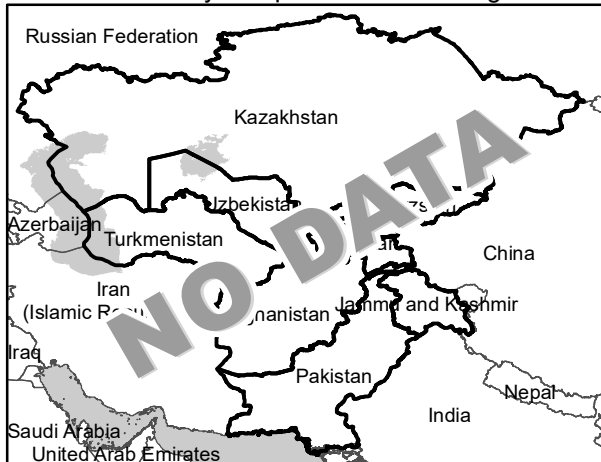 Russian Federation
Kazakhstan
Azerbaijan
Turkmenistan
China
Iran
(Islamic
Jammu and Kashmir
Iraq
Pakistan
Nepal
India
Saudi Arabia
United Arab Emirates
NO DATA